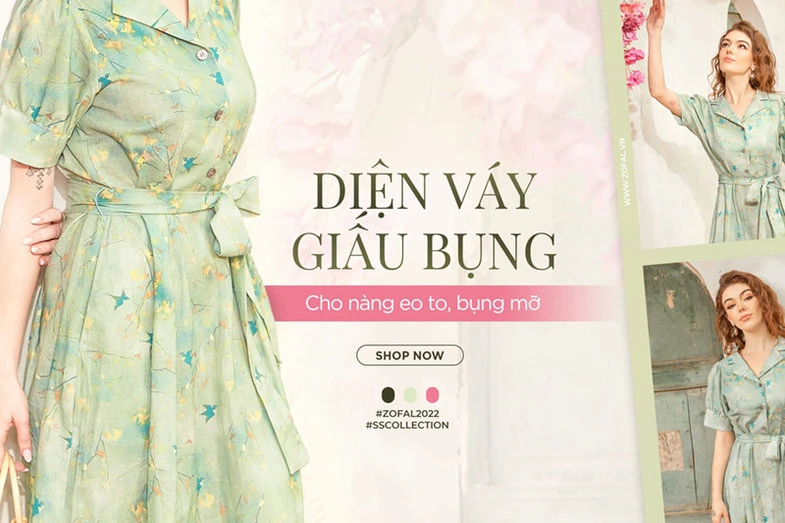 DIỆN VÁY
GIẤU BỤNG
Cho nàng eo to, bụng mỡ
SHOP NOW
#ZOFAL2022
#SSCOLLECTION
WWW.ZOFAL.VN